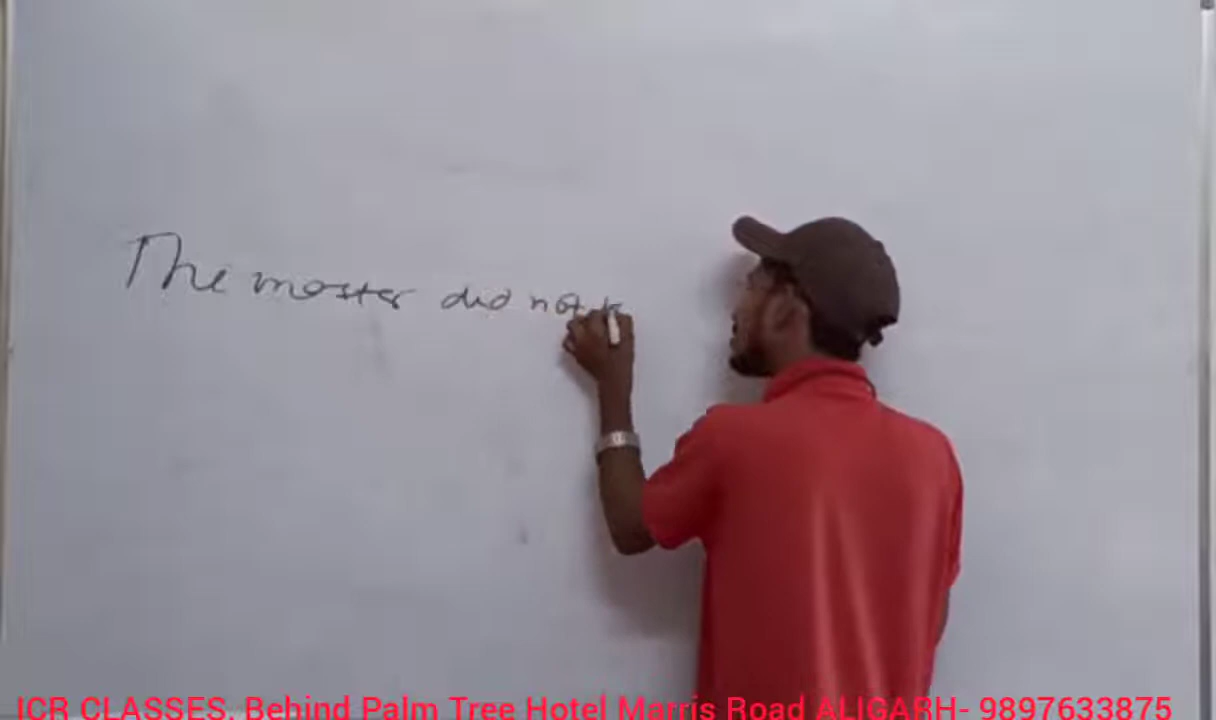 The master did not
ICR CLASSES, Behind Palm Tree Hotel Marris Road ALIGARH- 9897633875